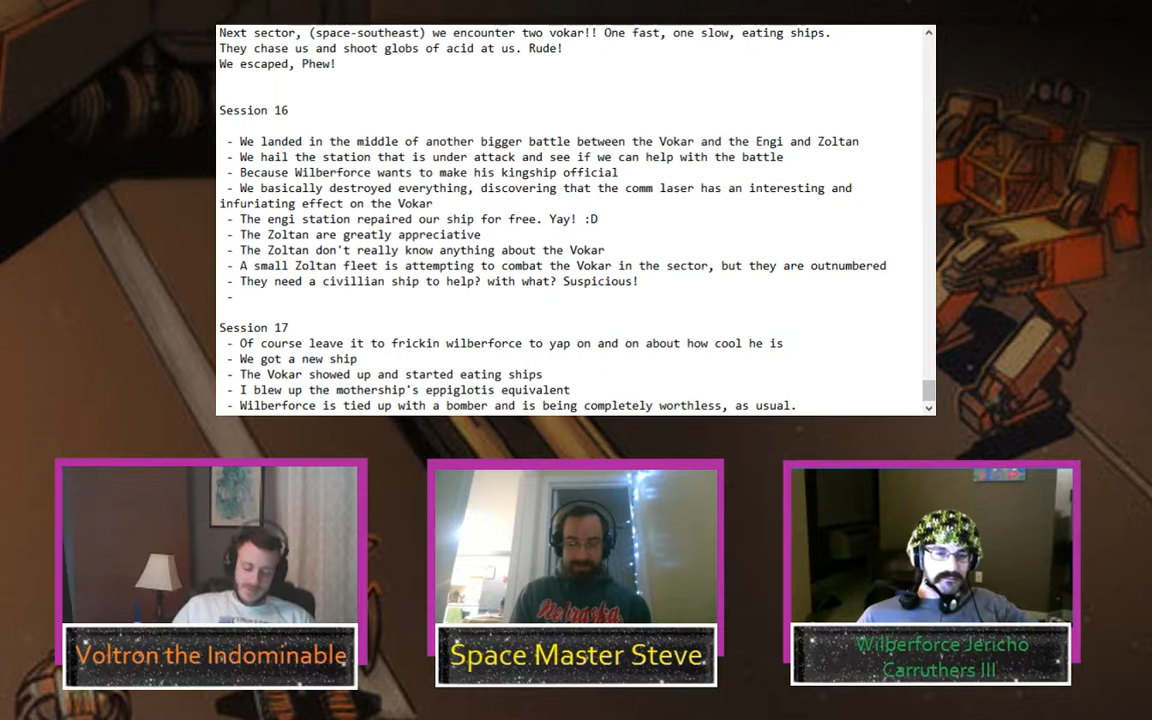 Next sector, (space-southeast) we encounter two vokar!! One fast, one slow, eating ships.
They chase us and shoot globs of acid at us. Rude!
We escaped, Phew!
Session 16
- We landed in the middle of another bigger battle between the Vokar and the Engi and Zoltan
- We hail the station that is under attack and see if we can help with the battle
- Because Wilberforce wants to make his kingship official
- We basically destroyed everything, discovering that the comm laser has an interesting and
infuriating effect on the Vokar
- The engi station repaired our ship for free. Yay! :D
- The Zoltan are greatly appreciative
- The Zoltan don't really know anything about the Vokar
- A small Zoltan fleet is attempting to combat the Vokar in the sector, but they are outnumbered
- They need a civillian ship to help? with what? Suspicious!
-
Session 17
- Of course leave it to frickin wilberforce to yap on and on about how cool he is
- We got a new ship
- The Vokar showed up and started eating ships
- I blew up the mothership's eppiglotis equivalent
- Wilberforce is tied up with a bomber and is being completely worthless, as usual.
Nebraska
Voltron the Indominable
Space Master Steve
Wilberforce Jericho
Carruthers III